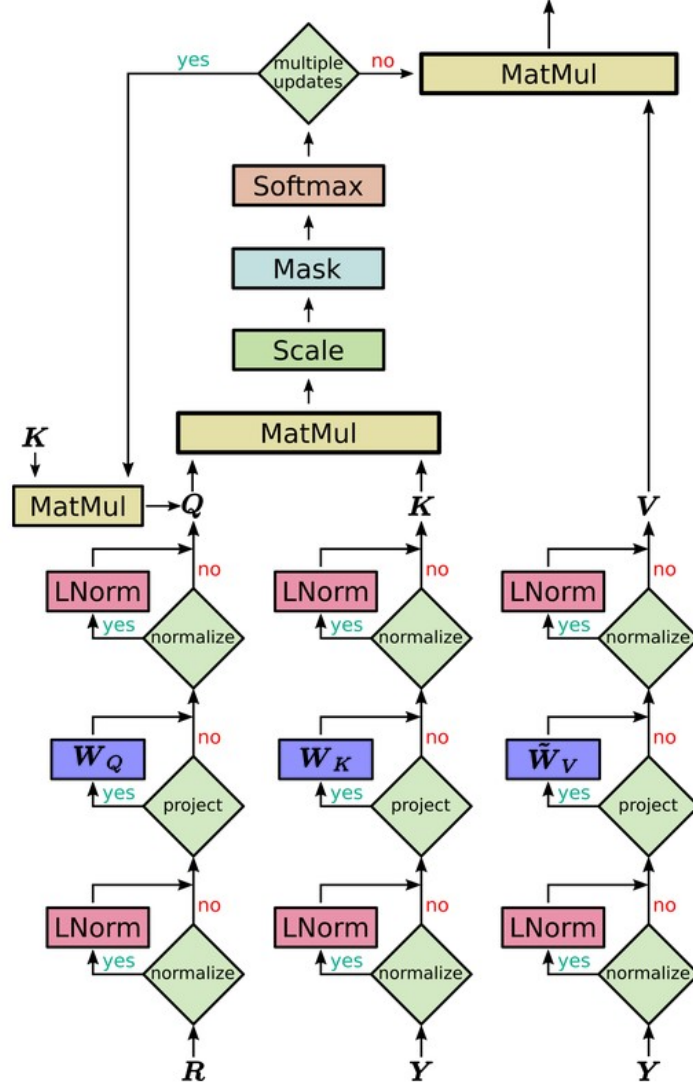 yes
multiple
updates
no
MatMul
Softmax
Mask
Scale
MatMul
K
MatMul
Q
K
V
LNorm
no
yes
normalize
LNorm
no
yes
normalize
LNorm
no
yes
normalize
W_Q
no
yes
project
W_K
no
yes
project
W̃_V
no
yes
project
LNorm
no
yes
normalize
LNorm
no
yes
normalize
LNorm
no
yes
normalize
R
Y
Y